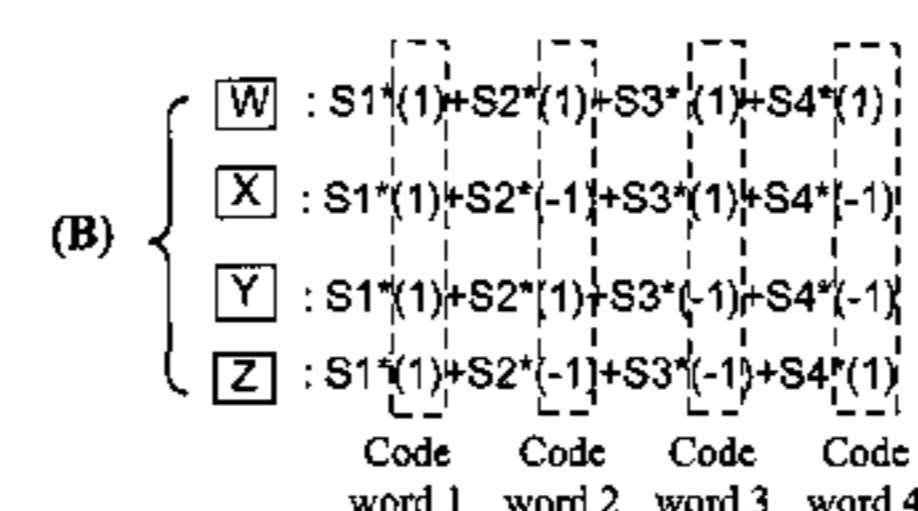 W : S1*(1)+S2*(1)+S3*(1)+S4*(1)
X : S1*(1)+S2*(-1)+S3*(1)+S4*(-1)
(B)
Y : S1*(1)+S2*(1)+S3*(-1)+S4*(-1)
Z : S1*(1)+S2*(-1)+S3*(-1)+S4*(1)
Code Code Code Code
word 1 word 2 word 3 word 4